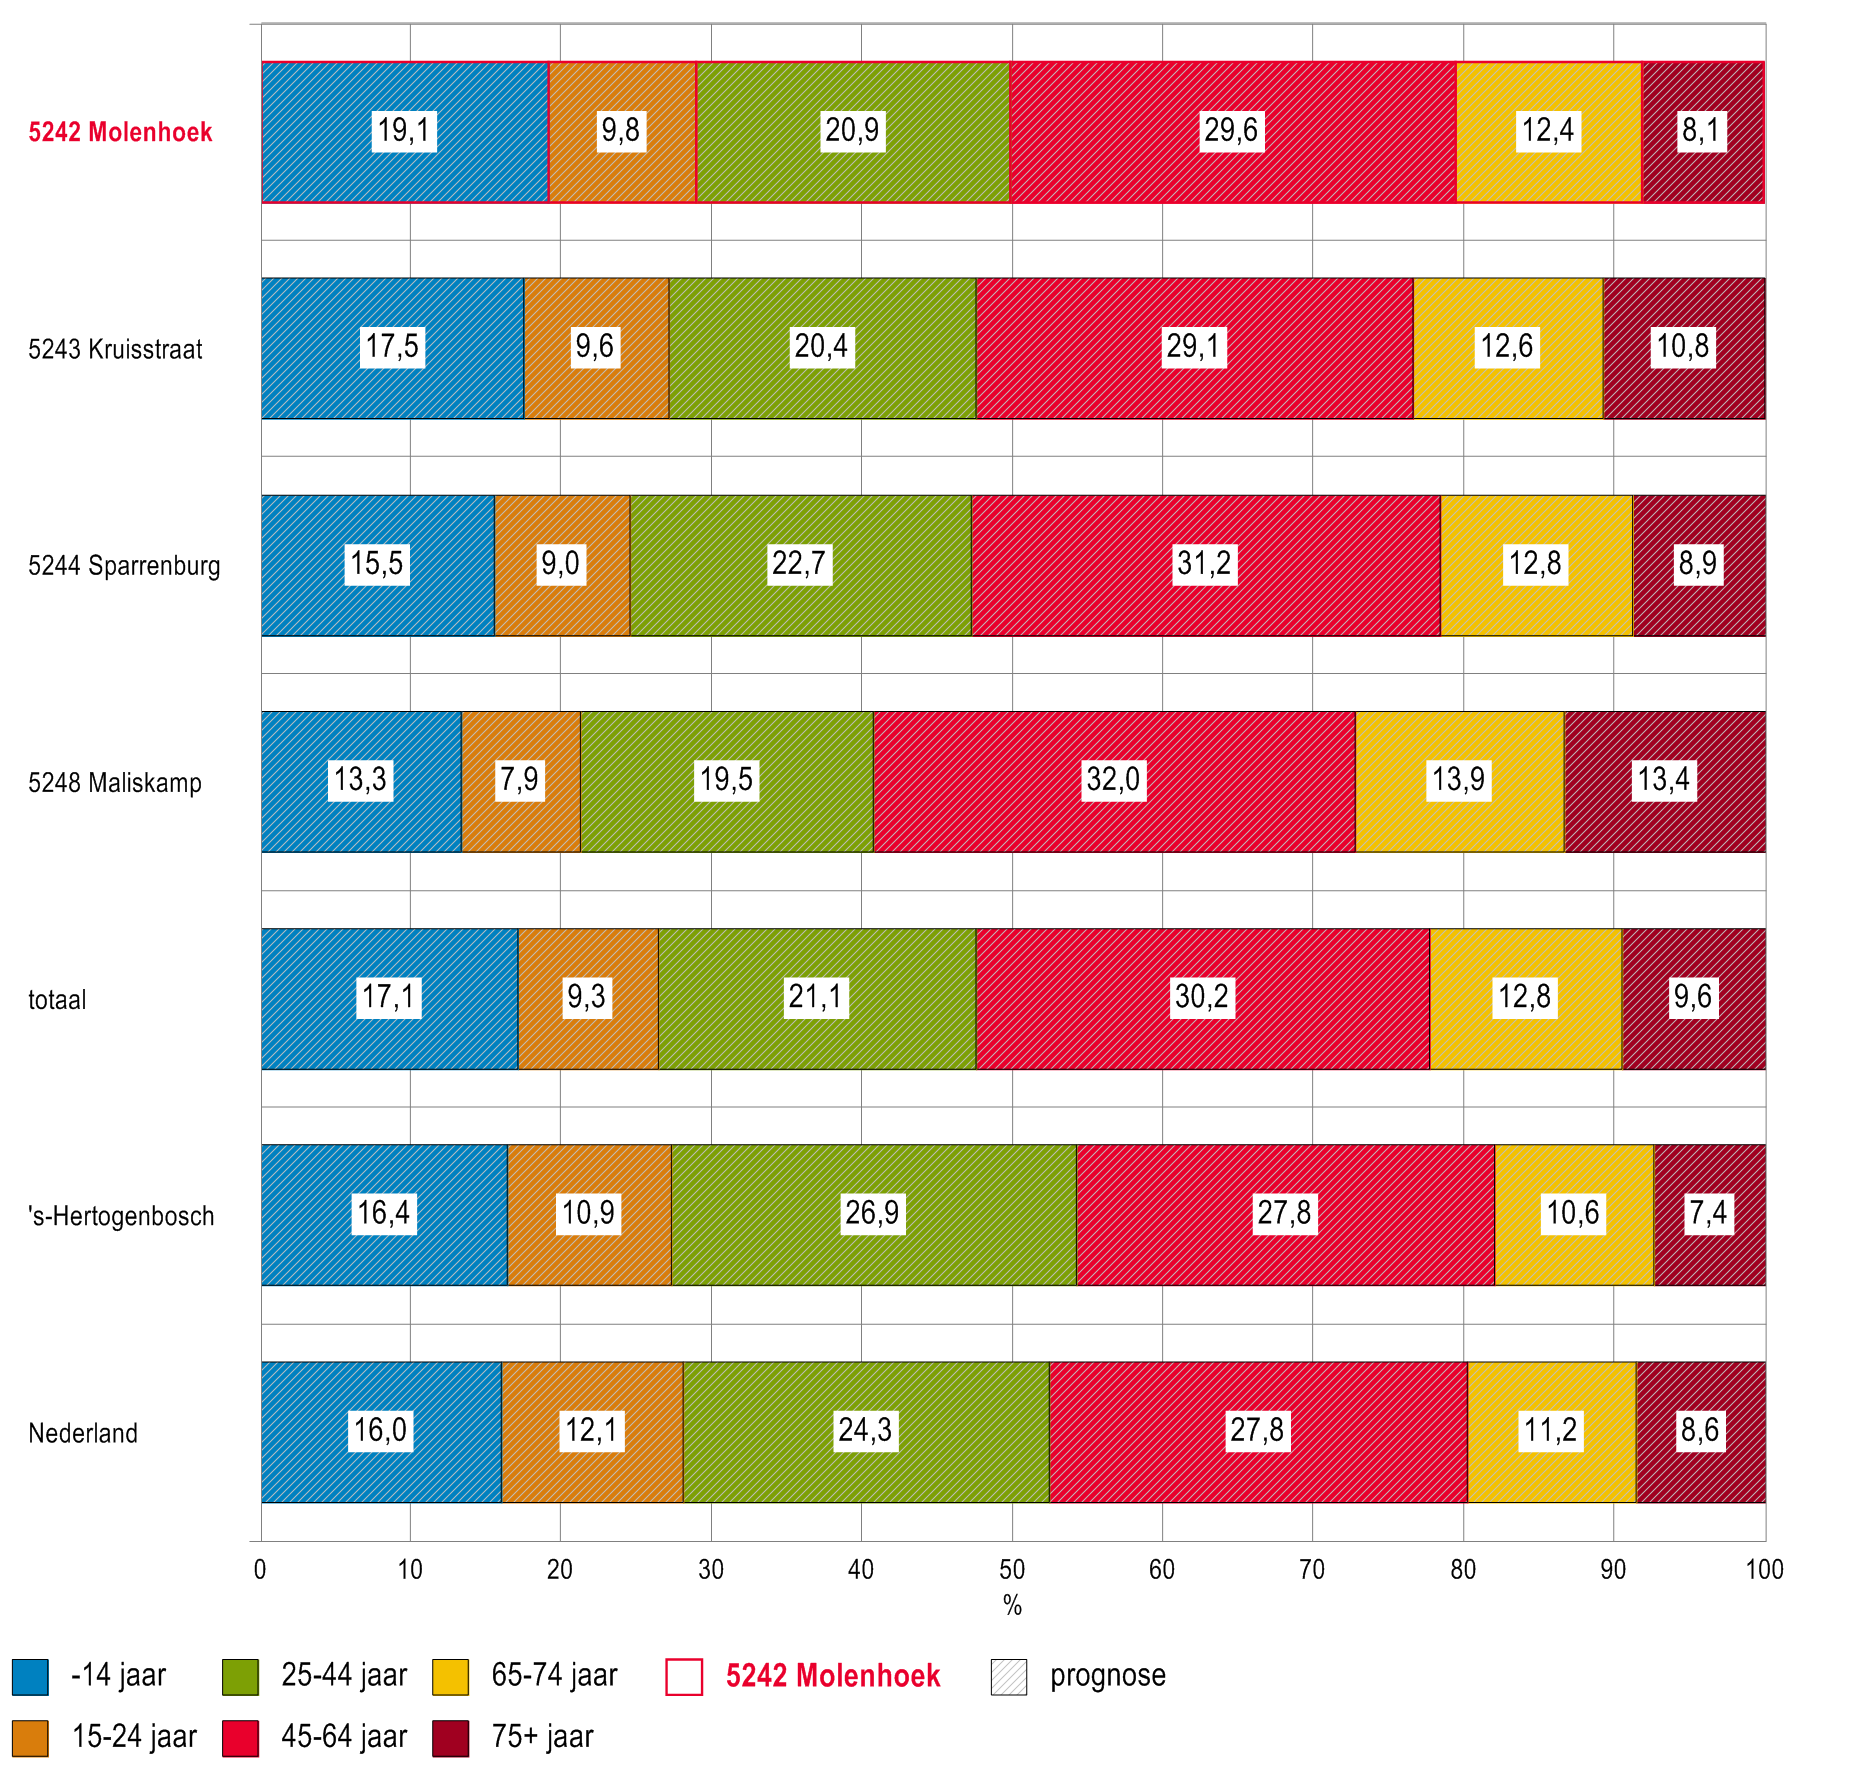 5242 Molenhoek 19,1 9,8 20,9 29,6 12,4 8,1
5243 Kruisstraat 17,5 9,6 20,4 29,1 12,6 10,8
5244 Sparrenburg 15,5 9,0 22,7 31,2 12,8 8,9
5248 Maliskamp 13,3 7,9 19,5 32,0 13,9 13,4
totaal 17,1 9,3 21,1 30,2 12,8 9,6
's-Hertogenbosch 16,4 10,9 26,9 27,8 10,6 7,4
Nederland 16,0 12,1 24,3 27,8 11,2 8,6
0 10 20 30 40 50 60 70 80 90 100
%
-14 jaar 25-44 jaar 65-74 jaar 5242 Molenhoek prognose
15-24 jaar 45-64 jaar 75+ jaar